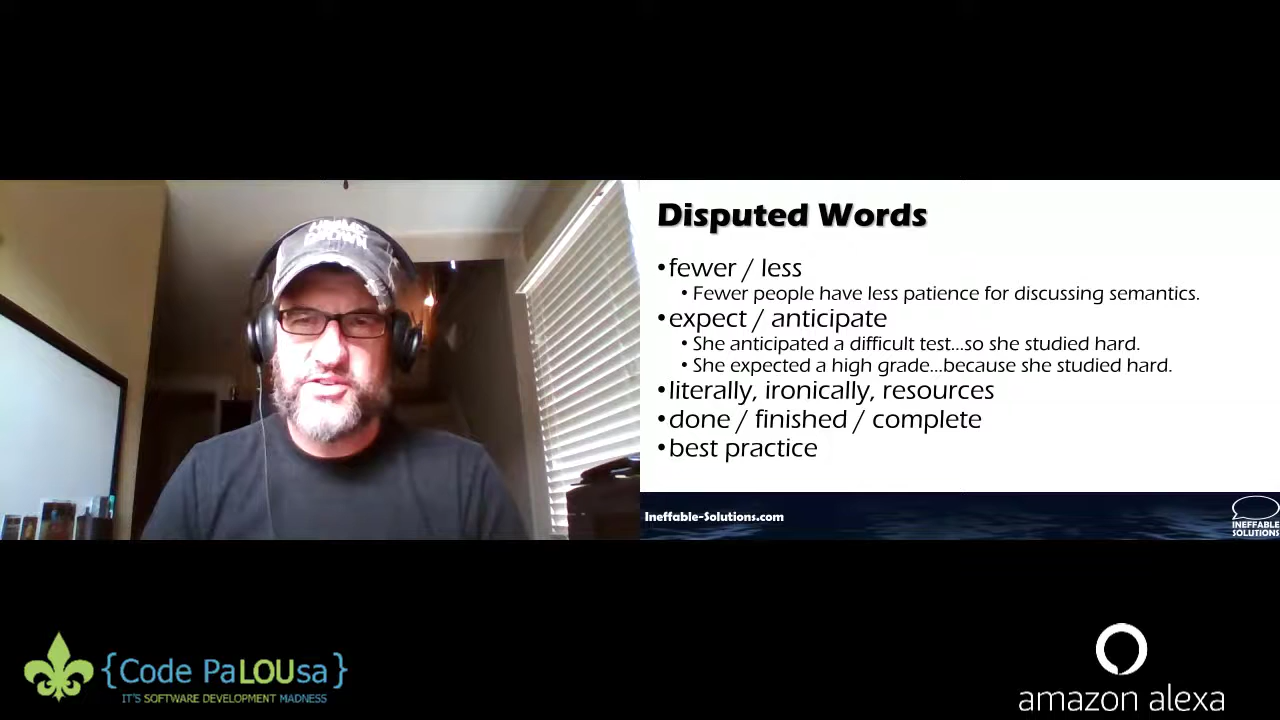 HOME
GROWN
Disputed Words
•fewer / less
• Fewer people have less patience for discussing semantics.
•expect / anticipate
• She anticipated a difficult test...so she studied hard.
• She expected a high grade...because she studied hard.
•literally, ironically, resources
•done / finished / complete
•best practice
Ineffable-Solutions.com
INEFFABLE
SOLUTIONS
{Code PaLOUsa}
IT'S SOFTWARE DEVELOPMENT MADNESS
amazon alexa